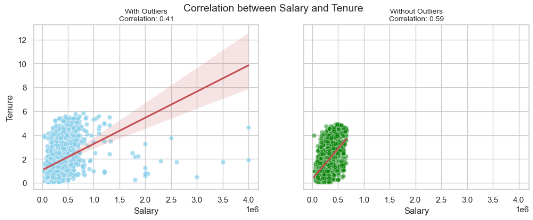 Correlation between Salary and Tenure
With Outliers
Correlation: 0.41
Without Outliers
Correlation: 0.59
Tenure
12
10
8
6
4
2
0
0.0 0.5 1.0 1.5 2.0 2.5 3.0 3.5 4.0
1e6
Salary
0.0 0.5 1.0 1.5 2.0 2.5 3.0 3.5 4.0
1e6
Salary